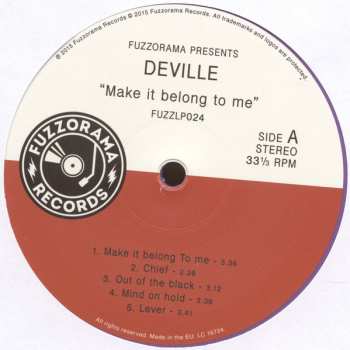 © 2015 Fuzzorama Records © 2015 Fuzzorama Records. All trademarks and logos are protected.
FUZZORAMA PRESENTS
DEVILLE
"Make it belong to me"
FUZZLP024
SIDE A
STEREO
33⅓ RPM
FUZZORAMA
RECORDS
1. Make it belong To me - 3.36
2. Chief - 2.38
3. Out of the black - 3.12
4. Mind on hold - 3.38
5. Lever - 3.41
All rights reserved. Made in the EU. LC 16724.